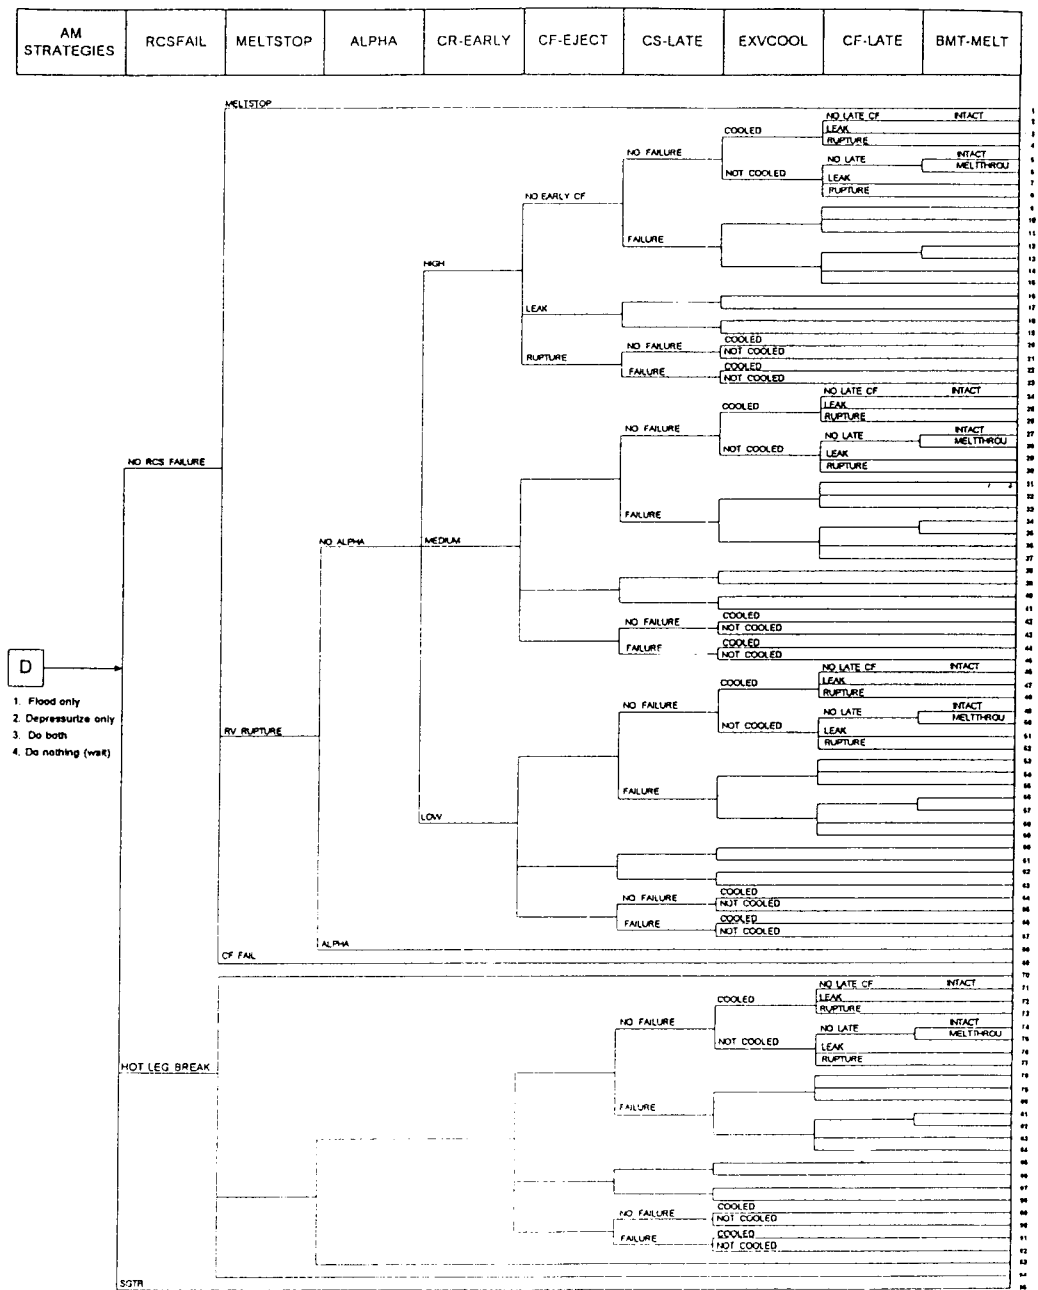 AM STRATEGIES
RCSFAIL
MELTSTOP
ALPHA
CR-EARLY
CF-EJECT
CS-LATE
EXVCOOL
CF-LATE
BMT-MELT
MELTSTOP
NO LATE CF INTACT
COOLED
LEAK
RUPTURE
NO FAILURE
NO LATE
INTACT
MELTTHROU
NOT COOLED
LEAK
RUPTURE
NO EARLY CF
FAILURE
HIGH
LEAK
NO FAILURE
COOLED
NOT COOLED
RUPTURE
FAILURE
COOLED
NOT COOLED
NO LATE CF INTACT
COOLED
LEAK
RUPTURE
NO FAILURE
NO LATE
INTACT
MELTTHROU
NOT COOLED
LEAK
RUPTURE
NO RCS FAILURE
FAILURE
NO ALPHA
MEDIUM
NO FAILURE
COOLED
NOT COOLED
FAILURE
COOLED
NOT COOLED
D
1. Flood only
2. Depressurize only
3. Do both
4. Do nothing (wait)
NO LATE CF INTACT
COOLED
LEAK
RUPTURE
NO FAILURE
NO LATE
INTACT
MELTTHROU
NOT COOLED
LEAK
RUPTURE
RV RUPTURE
FAILURE
LOW
NO FAILURE
COOLED
NOT COOLED
FAILURE
COOLED
NOT COOLED
ALPHA
CF FAIL
NO LATE CF INTACT
COOLED
LEAK
RUPTURE
NO FAILURE
NO LATE
INTACT
MELTTHROU
NOT COOLED
LEAK
RUPTURE
HOT LEG BREAK
FAILURE
NO FAILURE
COOLED
NOT COOLED
FAILURE
COOLED
NOT COOLED
SGTR